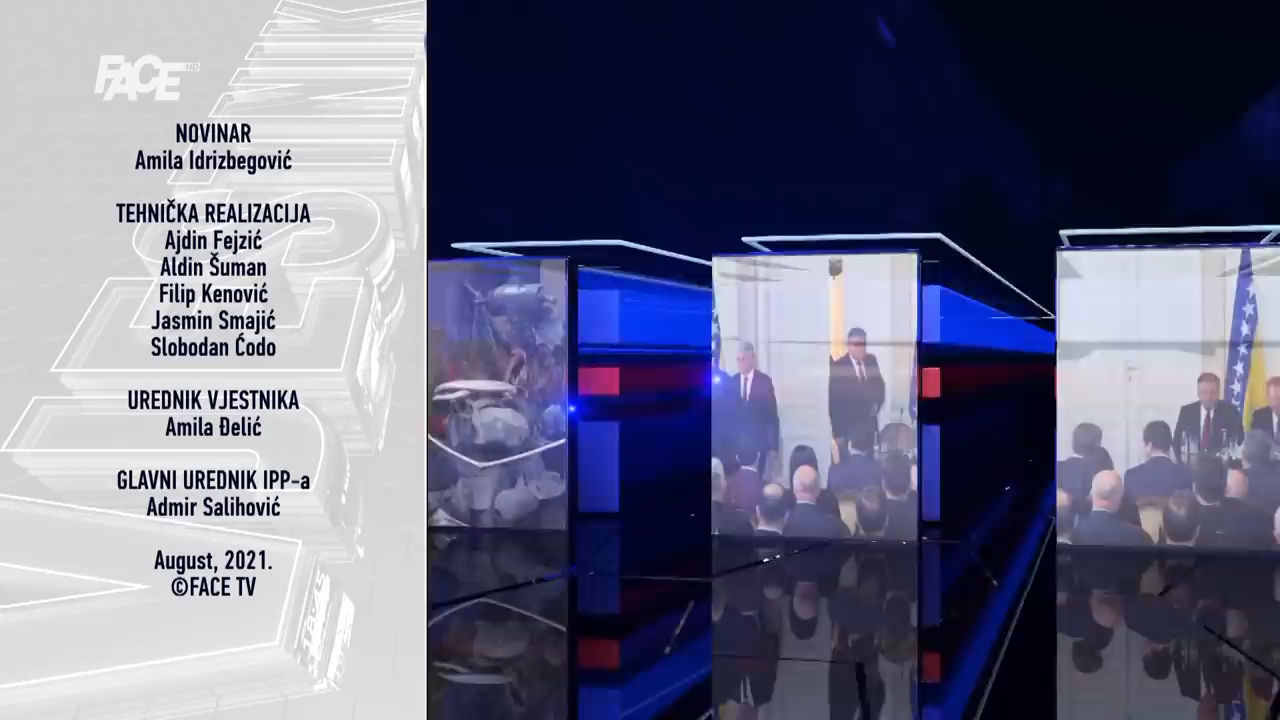 FACE HD
NOVINAR
Amila Idrizbegović
TEHNIČKA REALIZACIJA
Ajdin Fejzić
Aldin Šuman
Filip Kenović
Jasmin Smajić
Slobodan Ćodo
UREDNIK VJESTNIKA
Amila Đelić
GLAVNI UREDNIK IPP-a
Admir Salihović
August, 2021.
©FACE TV